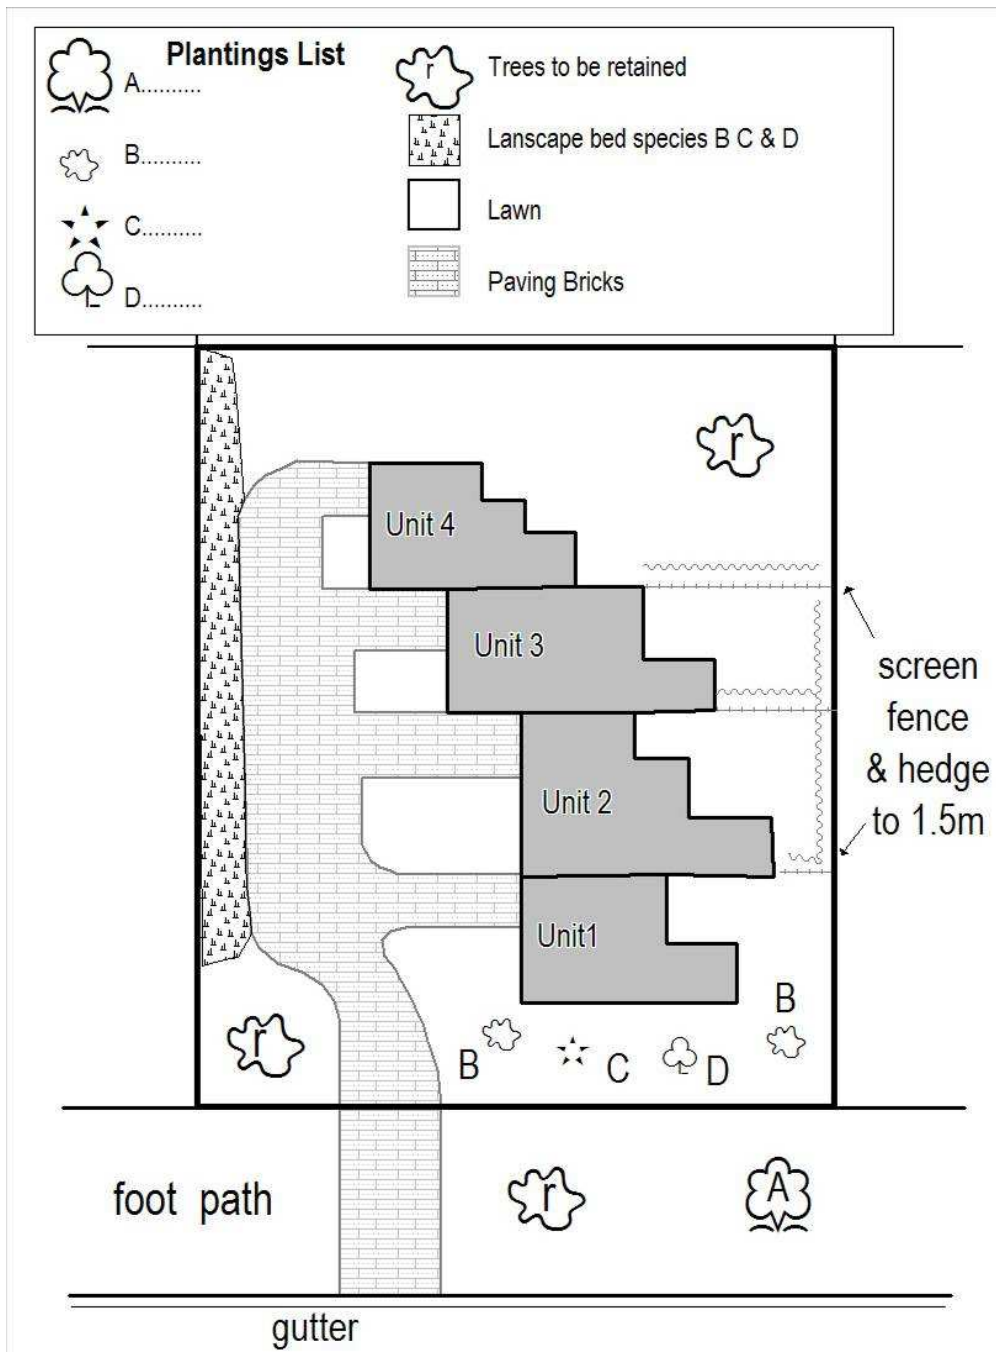 Plantings List
A..........
B..........
C..........
D..........
r Trees to be retained
Lanscape bed species B C & D
Lawn
Paving Bricks
r
Unit 4
Unit 3
screen
fence
& hedge
to 1.5m
Unit 2
Unit1
B
r
B
C
D
foot path
r
A
gutter